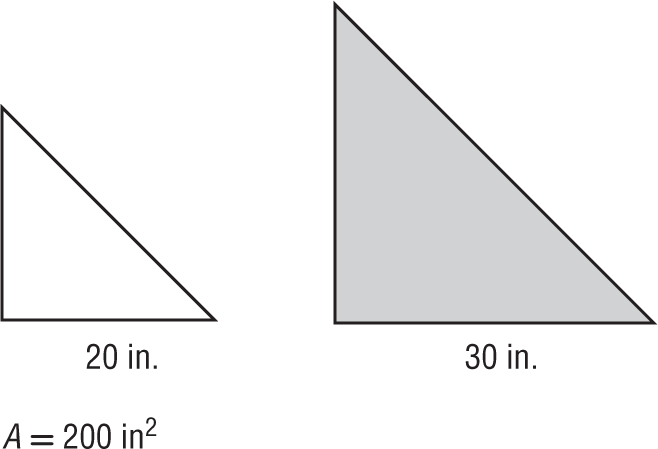 20 in. 30 in.
A = 200 in²